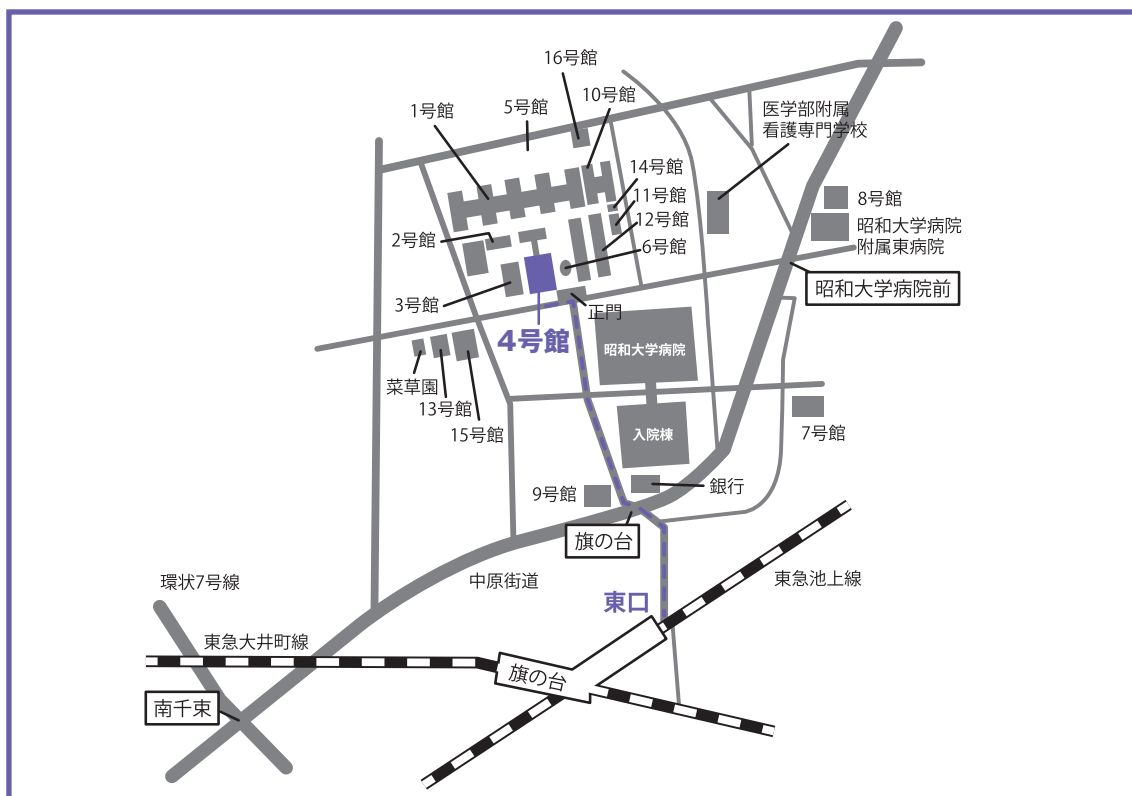 16号館
10号館
5号館
1号館
医学部附属
看護専門学校
14号館
11号館
12号館
6号館
8号館
昭和大学病院
附属東病院
2号館
3号館
正門
昭和大学病院前
4号館
昭和大学病院
菜草園
13号館
15号館
入院棟
7号館
銀行
9号館
旗の台
中原街道
東急池上線
環状7号線
東口
東急大井町線
旗の台
南千束